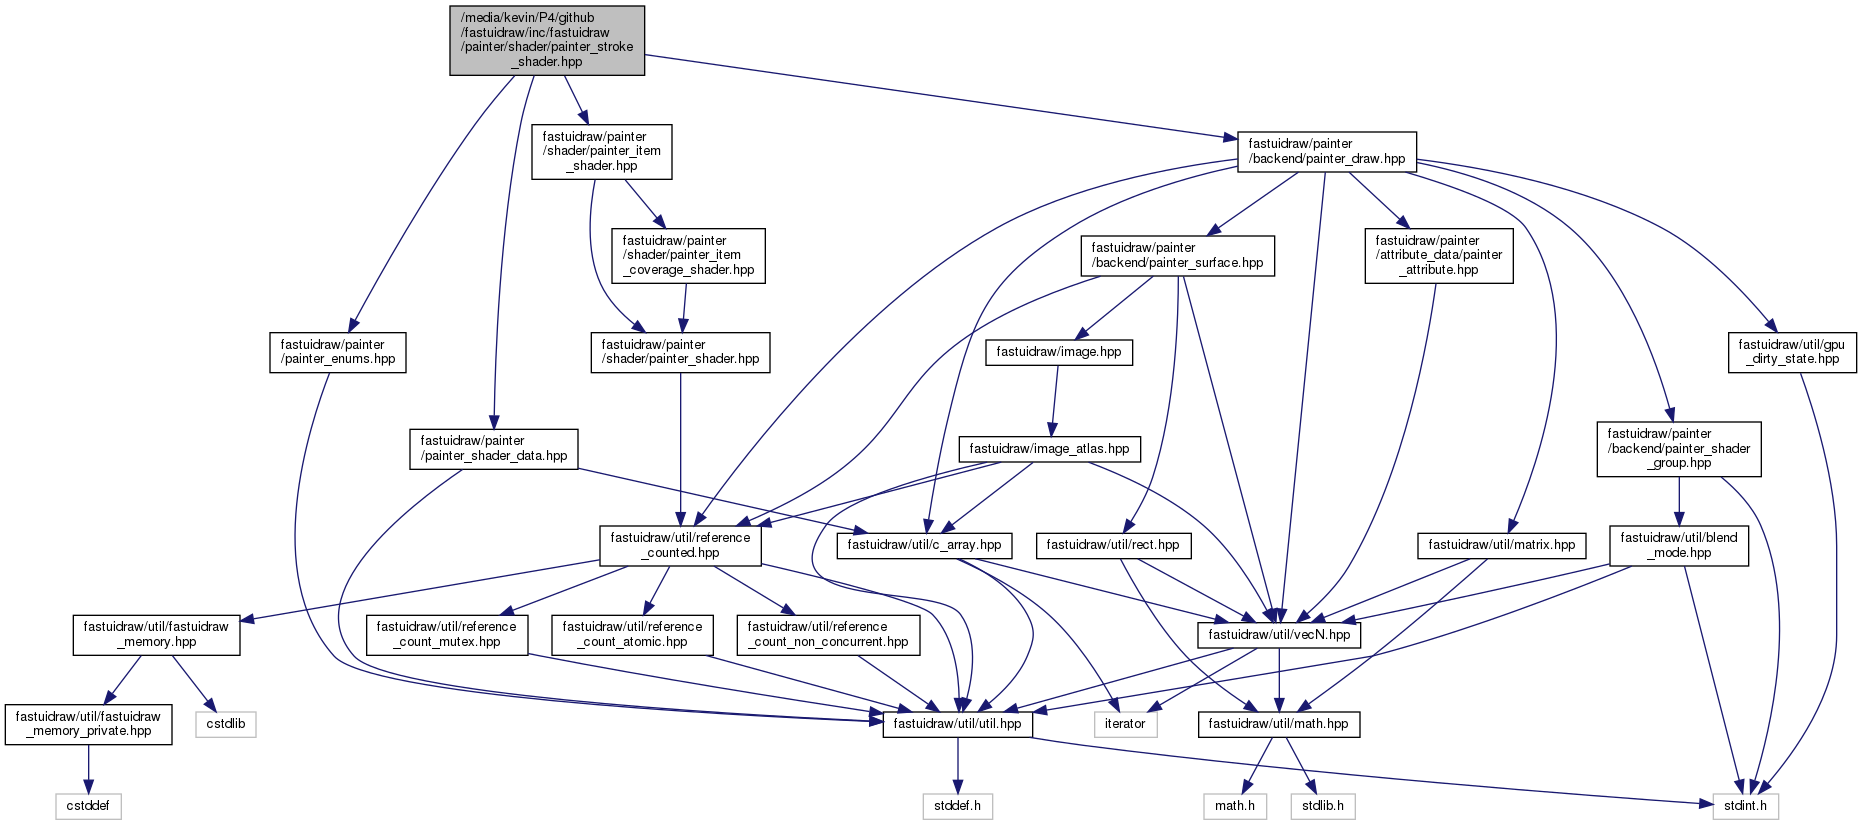 /media/kevin/P4/github
/fastuidraw/inc/fastuidraw
/painter/shader/painter_stroke
_shader.hpp
fastuidraw/painter
/shader/painter_item
_shader.hpp
fastuidraw/painter
/backend/painter_draw.hpp
fastuidraw/painter
/shader/painter_item
_coverage_shader.hpp
fastuidraw/painter
/backend/painter_surface.hpp
fastuidraw/painter
/attribute_data/painter
_attribute.hpp
fastuidraw/painter
/painter_enums.hpp
fastuidraw/painter
/shader/painter_shader.hpp
fastuidraw/image.hpp
fastuidraw/util/gpu
_dirty_state.hpp
fastuidraw/painter
/painter_shader_data.hpp
fastuidraw/image_atlas.hpp
fastuidraw/painter
/backend/painter_shader
_group.hpp
fastuidraw/util/reference
_counted.hpp
fastuidraw/util/c_array.hpp
fastuidraw/util/rect.hpp
fastuidraw/util/matrix.hpp
fastuidraw/util/blend
_mode.hpp
fastuidraw/util/fastuidraw
_memory.hpp
fastuidraw/util/reference
_count_mutex.hpp
fastuidraw/util/reference
_count_atomic.hpp
fastuidraw/util/reference
_count_non_concurrent.hpp
fastuidraw/util/vecN.hpp
fastuidraw/util/fastuidraw
_memory_private.hpp
cstdlib
fastuidraw/util/util.hpp
iterator
fastuidraw/util/math.hpp
cstddef
stddef.h
math.h
stdlib.h
stdint.h